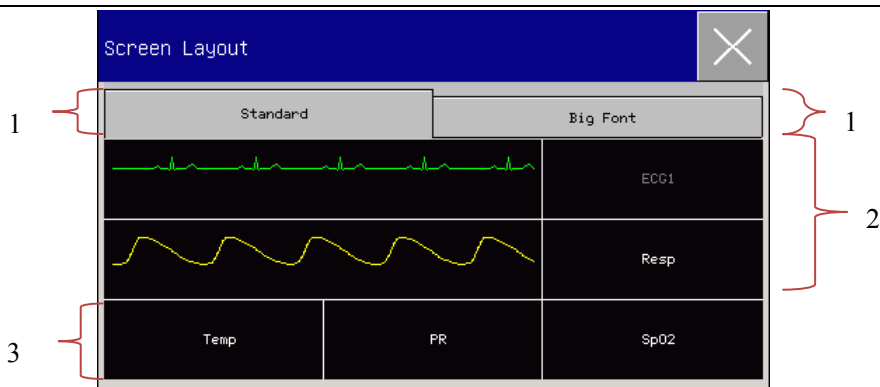 Screen Layout
1 Standard Big Font 1
ECG1
2
Resp
3 Temp PR SpO2